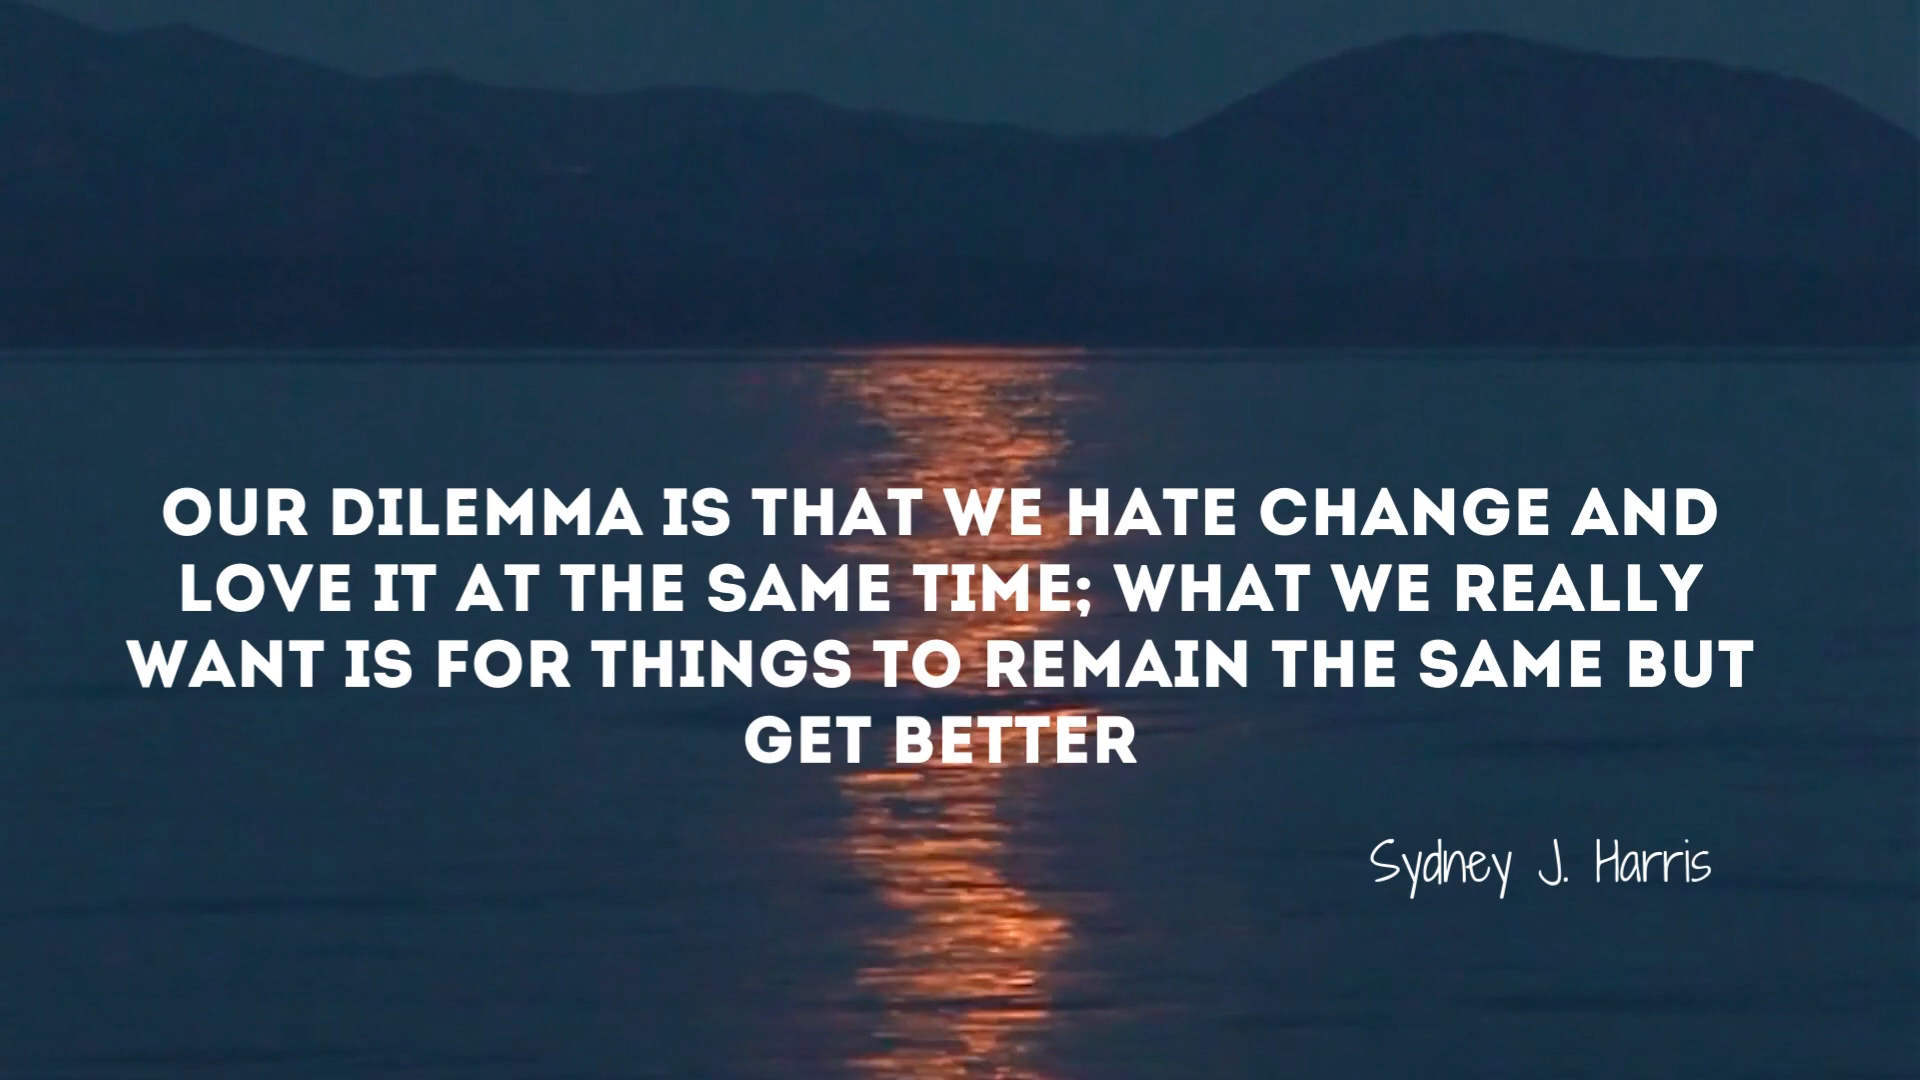 OUR DILEMMA IS THAT WE HATE CHANGE AND
LOVE IT AT THE SAME TIME; WHAT WE REALLY
WANT IS FOR THINGS TO REMAIN THE SAME BUT
GET BETTER
Sydney J. Harris